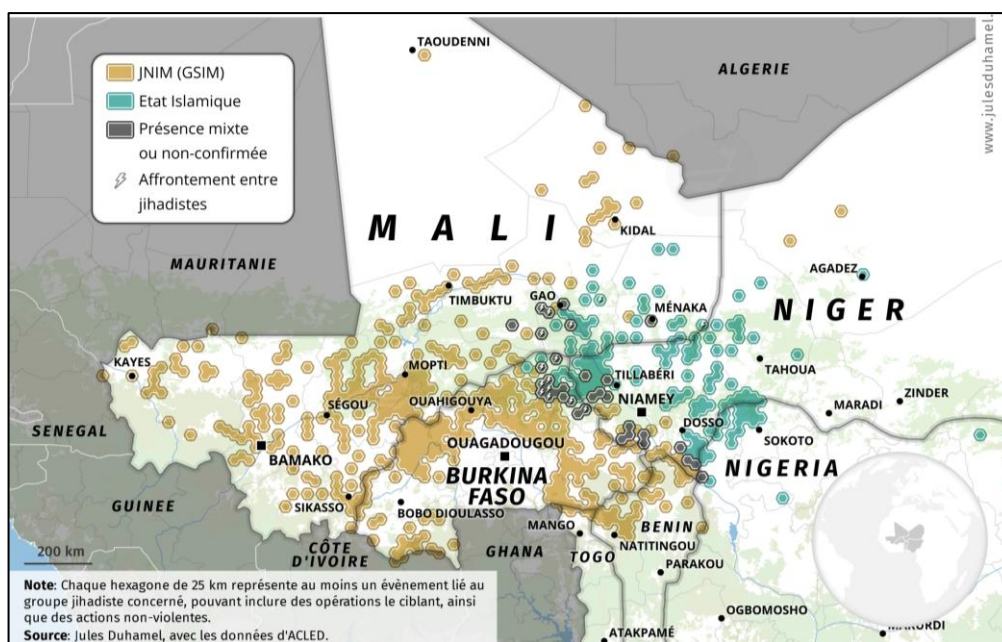 www.julesduhamel.
TAOUDENNI
ALGERIE
JNIM (GSIM)
Etat Islamique
Présence mixte
ou non-confirmée
Affrontement entre
jihadistes
MALI
KIDAL
MAURITANIE
AGADEZ
TIMBUKTU
GAO
MÉNAKA
NIGER
KAYES
MOPTI
TAHOUA
TILLABÉRI
OUAHIGOUYA
NIAMEY
ZINDER
SÉGOU
MARADI
SENEGAL
DOSSO
SOKOTO
BAMAKO
OUAGADOUGOU
BURKINA
FASO
NIGERIA
GUINEE
SIKASSO
BOBO DIOULASSO
MANGO
BENIN
CÔTE
D'IVOIRE
GHANA
TOGO
NATITINGOU
200 km
PARAKOU
Note: Chaque hexagone de 25 km représente au moins un évènement lié au
groupe jihadiste concerné, pouvant inclure des opérations le ciblant, ainsi
que des actions non-violentes.
Source: Jules Duhamel, avec les données d'ACLED.
OGBOMOSHO
ATAKPAMÉ
MAKURDI